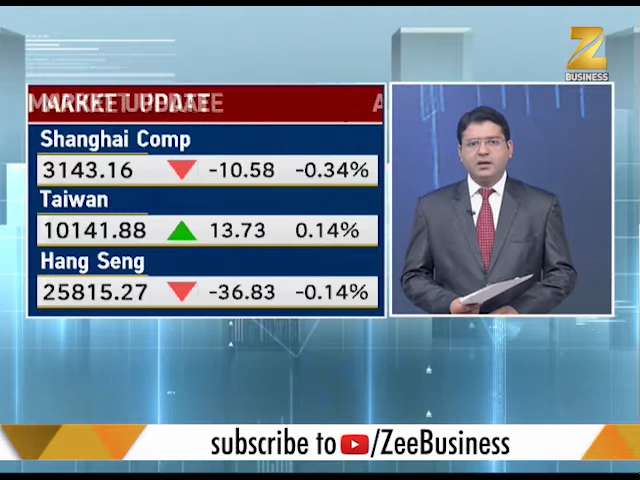 Z
BUSINESS
MARKET UPDATE
A
Shanghai Comp
3143.16 -10.58 -0.34%
Taiwan
10141.88 13.73 0.14%
Hang Seng
25815.27 -36.83 -0.14%
subscribe to /ZeeBusiness